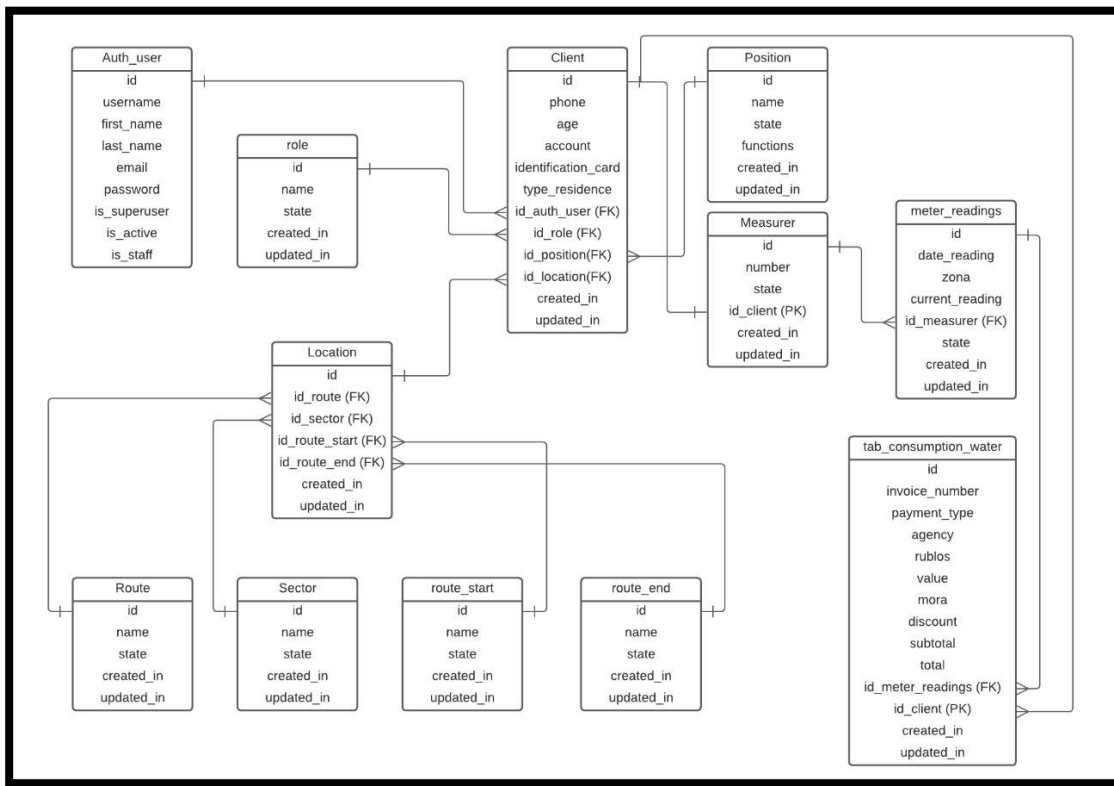 Auth_user
id
username
first_name
last_name
email
password
is_superuser
is_active
is_staff
role
id
name
state
created_in
updated_in
Client
id
phone
age
account
identification_card
type_residence
id_auth_user (FK)
id_role (FK)
id_position(FK)
id_location(FK)
created_in
updated_in
Position
id
name
state
functions
created_in
updated_in
Measurer
id
number
state
id_client (PK)
created_in
updated_in
meter_readings
id
date_reading
zona
current_reading
id_measurer (FK)
state
created_in
updated_in
Location
id
id_route (FK)
id_sector (FK)
id_route_start (FK)
id_route_end (FK)
created_in
updated_in
tab_consumption_water
id
invoice_number
payment_type
agency
rublos
value
mora
discount
subtotal
total
id_meter_readings (FK)
id_client (PK)
created_in
updated_in
Route
id
name
state
created_in
updated_in
Sector
id
name
state
created_in
updated_in
route_start
id
name
state
created_in
updated_in
route_end
id
name
state
created_in
updated_in